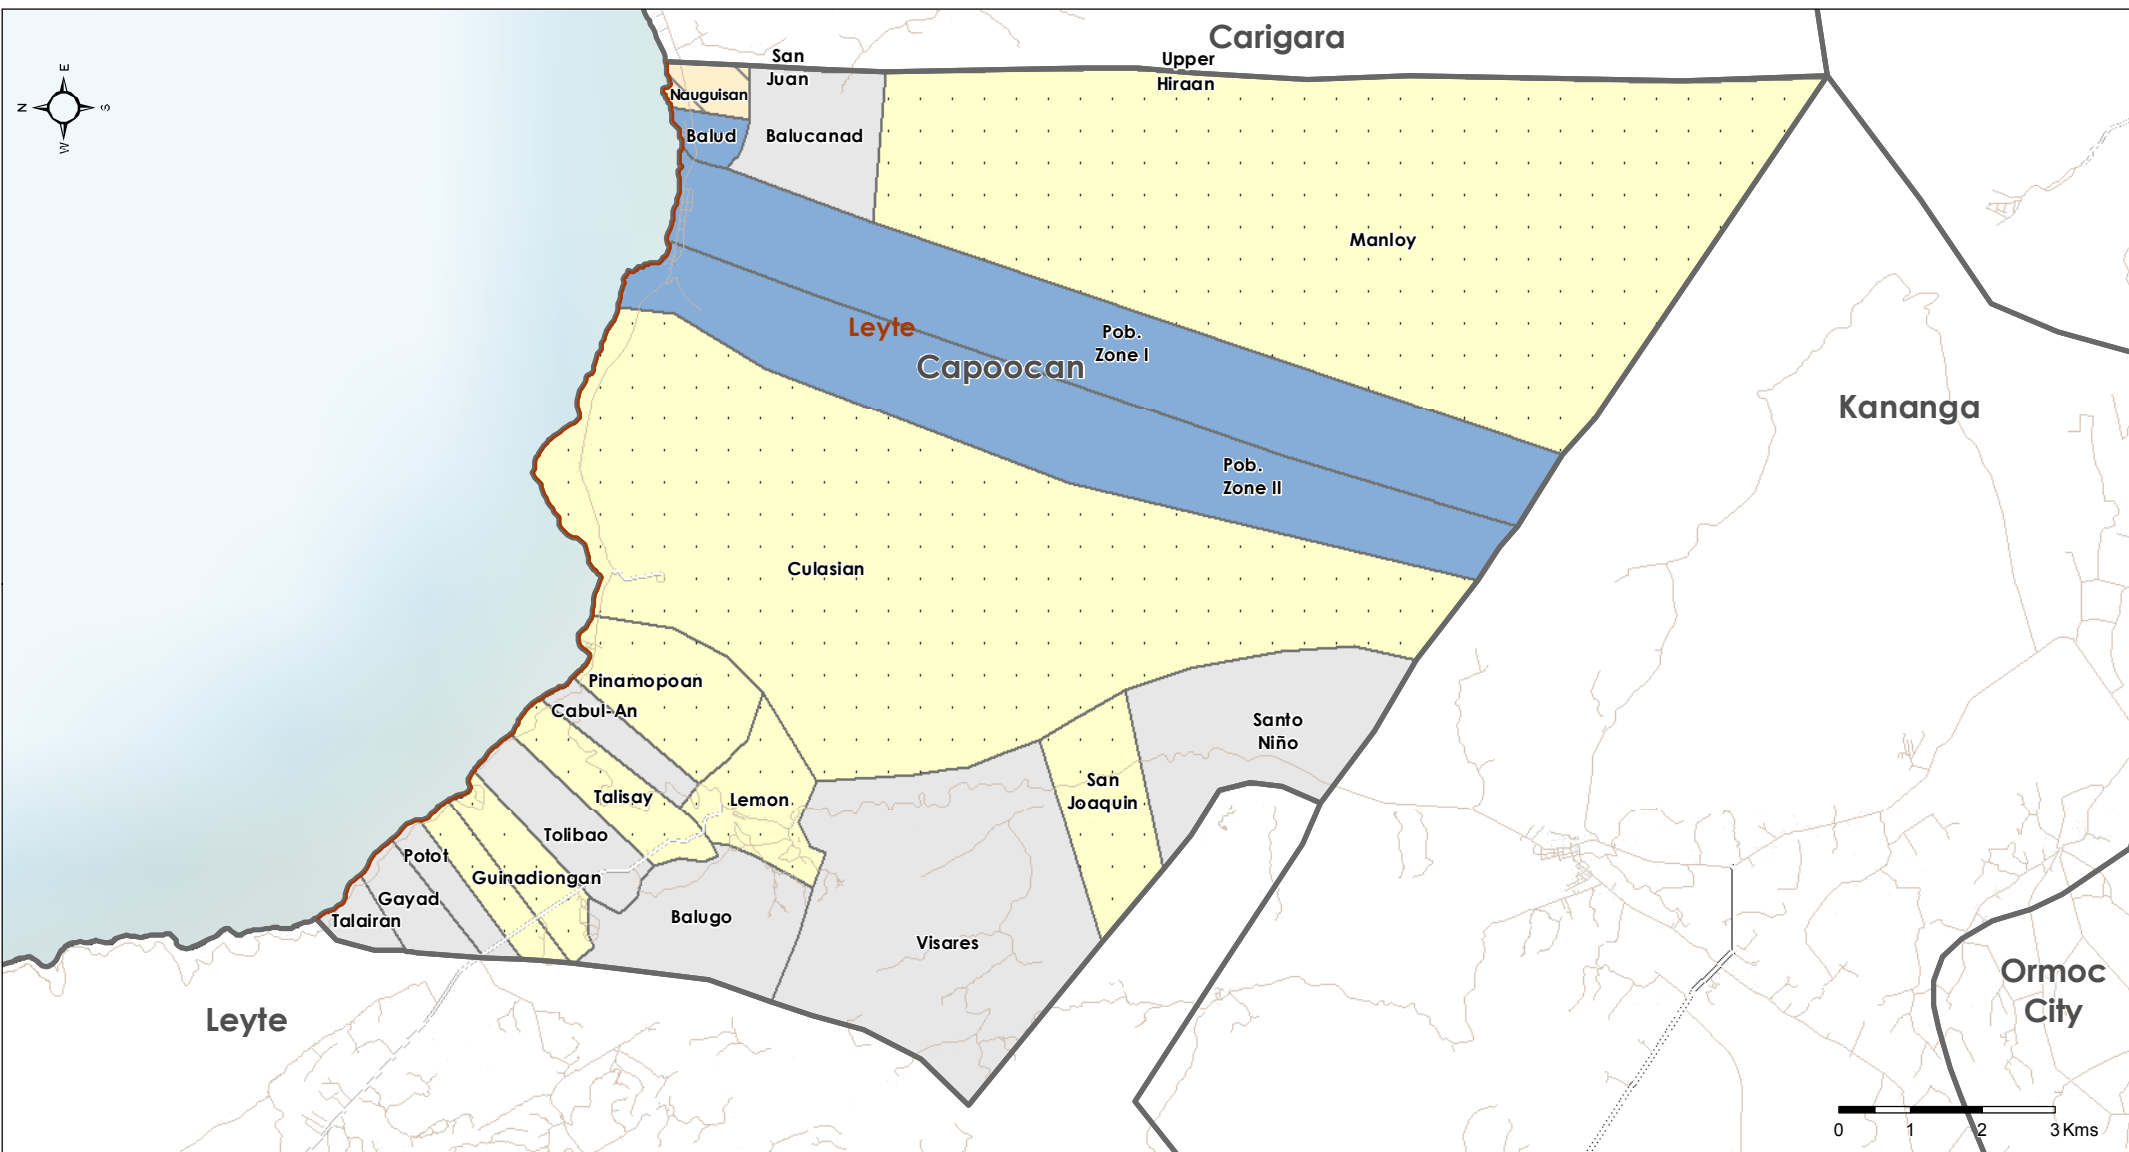 Carigara
San
Juan
Upper
Hiraan
E
N
S
W
Nauguisan
Balud
Balucanad
Manloy
Leyte
Pob.
Zone I
Capoocan
Kananga
Pob.
Zone II
Culasian
Pinamopoan
Cabul-An
Santo
Niño
San
Joaquin
Talisay
Lemon
Tolibao
Potot
Guinadiongan
Gayad
Talairan
Balugo
Visares
Ormoc
City
Leyte
0 1 2 3 Kms